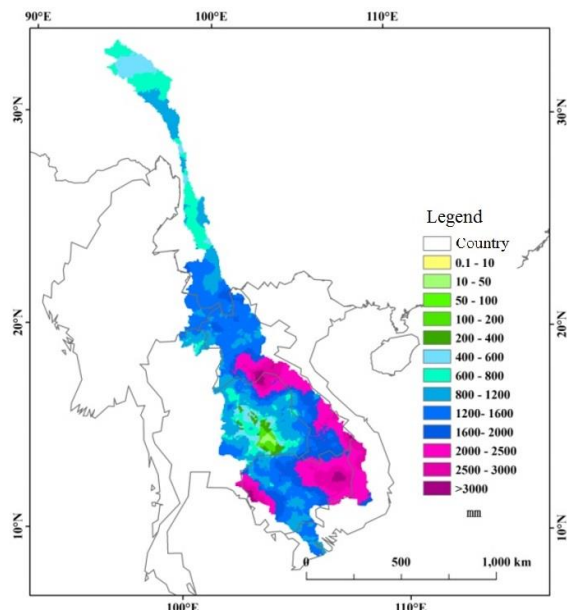 90°E 100°E 110°E
30°N 30°N
20°N 20°N
10°N 10°N
Legend
Country
0.1 - 10
10 - 50
50 - 100
100 - 200
200 - 400
400 - 600
600 - 800
800 - 1200
1200- 1600
1600- 2000
2000 - 2500
2500 - 3000
>3000
mm
0 500 1,000 km
100°E 110°E